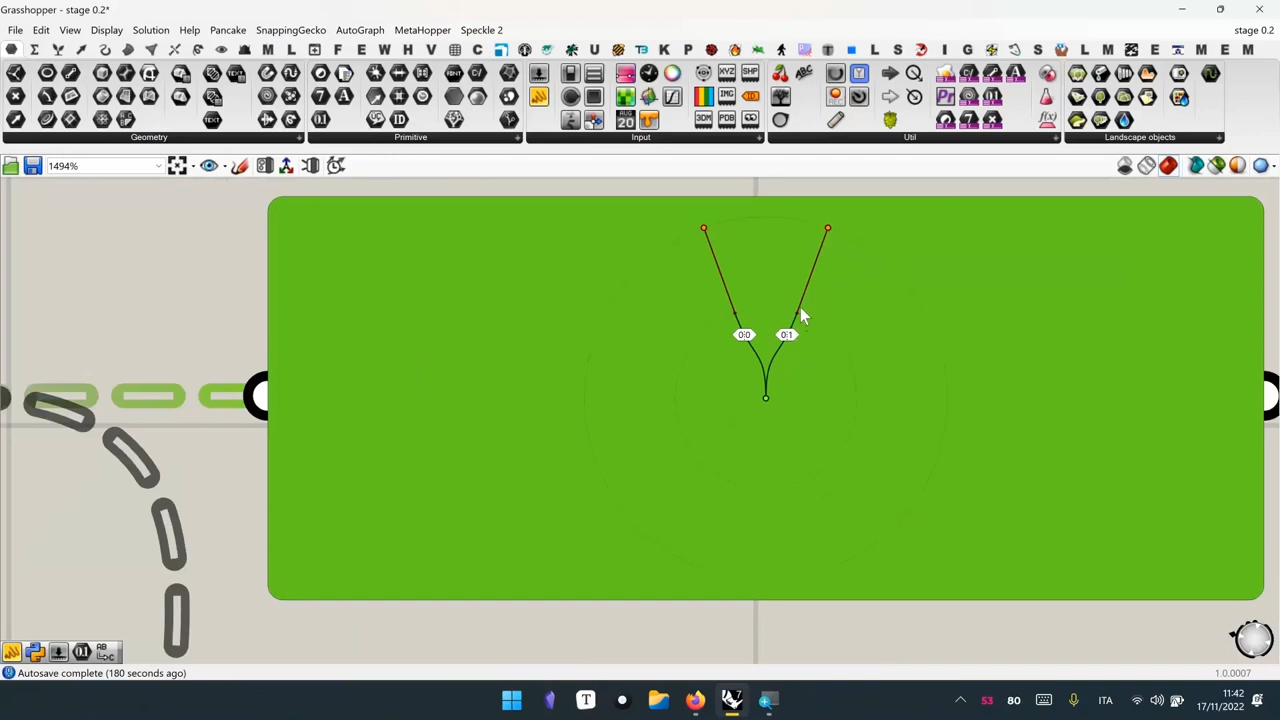 Grasshopper - stage 0.2*
File Edit View Display Solution Help Pancake SnappingGecko AutoGraph MetaHopper Speckle 2 stage 0.2
Geometry Primitive Input Util Landscape objects
1494%
0:0 0:1
Autosave complete (180 seconds ago) 1.0.0007
53 80 ITA 11:42
17/11/2022